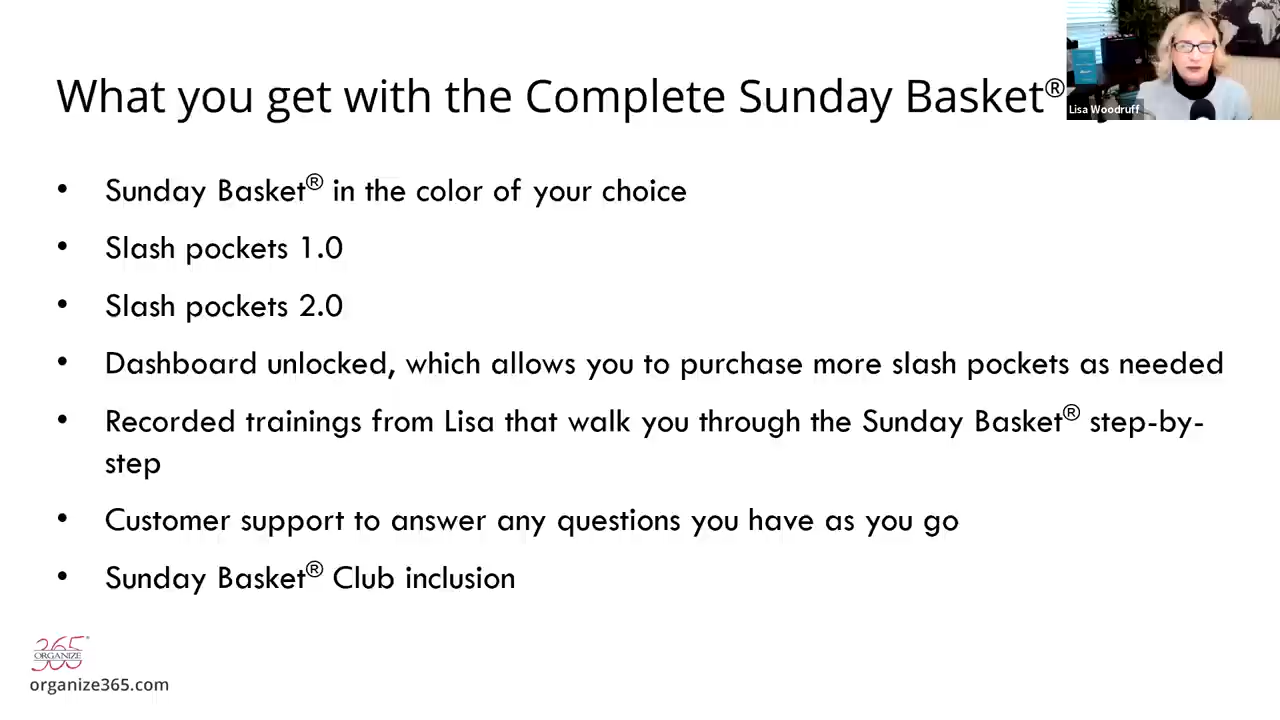 What you get with the Complete Sunday Basket®
Lisa Woodruff
• Sunday Basket® in the color of your choice
• Slash pockets 1.0
• Slash pockets 2.0
• Dashboard unlocked, which allows you to purchase more slash pockets as needed
• Recorded trainings from Lisa that walk you through the Sunday Basket® step-by-
step
• Customer support to answer any questions you have as you go
• Sunday Basket® Club inclusion
365®
ORGANIZE
organize365.com